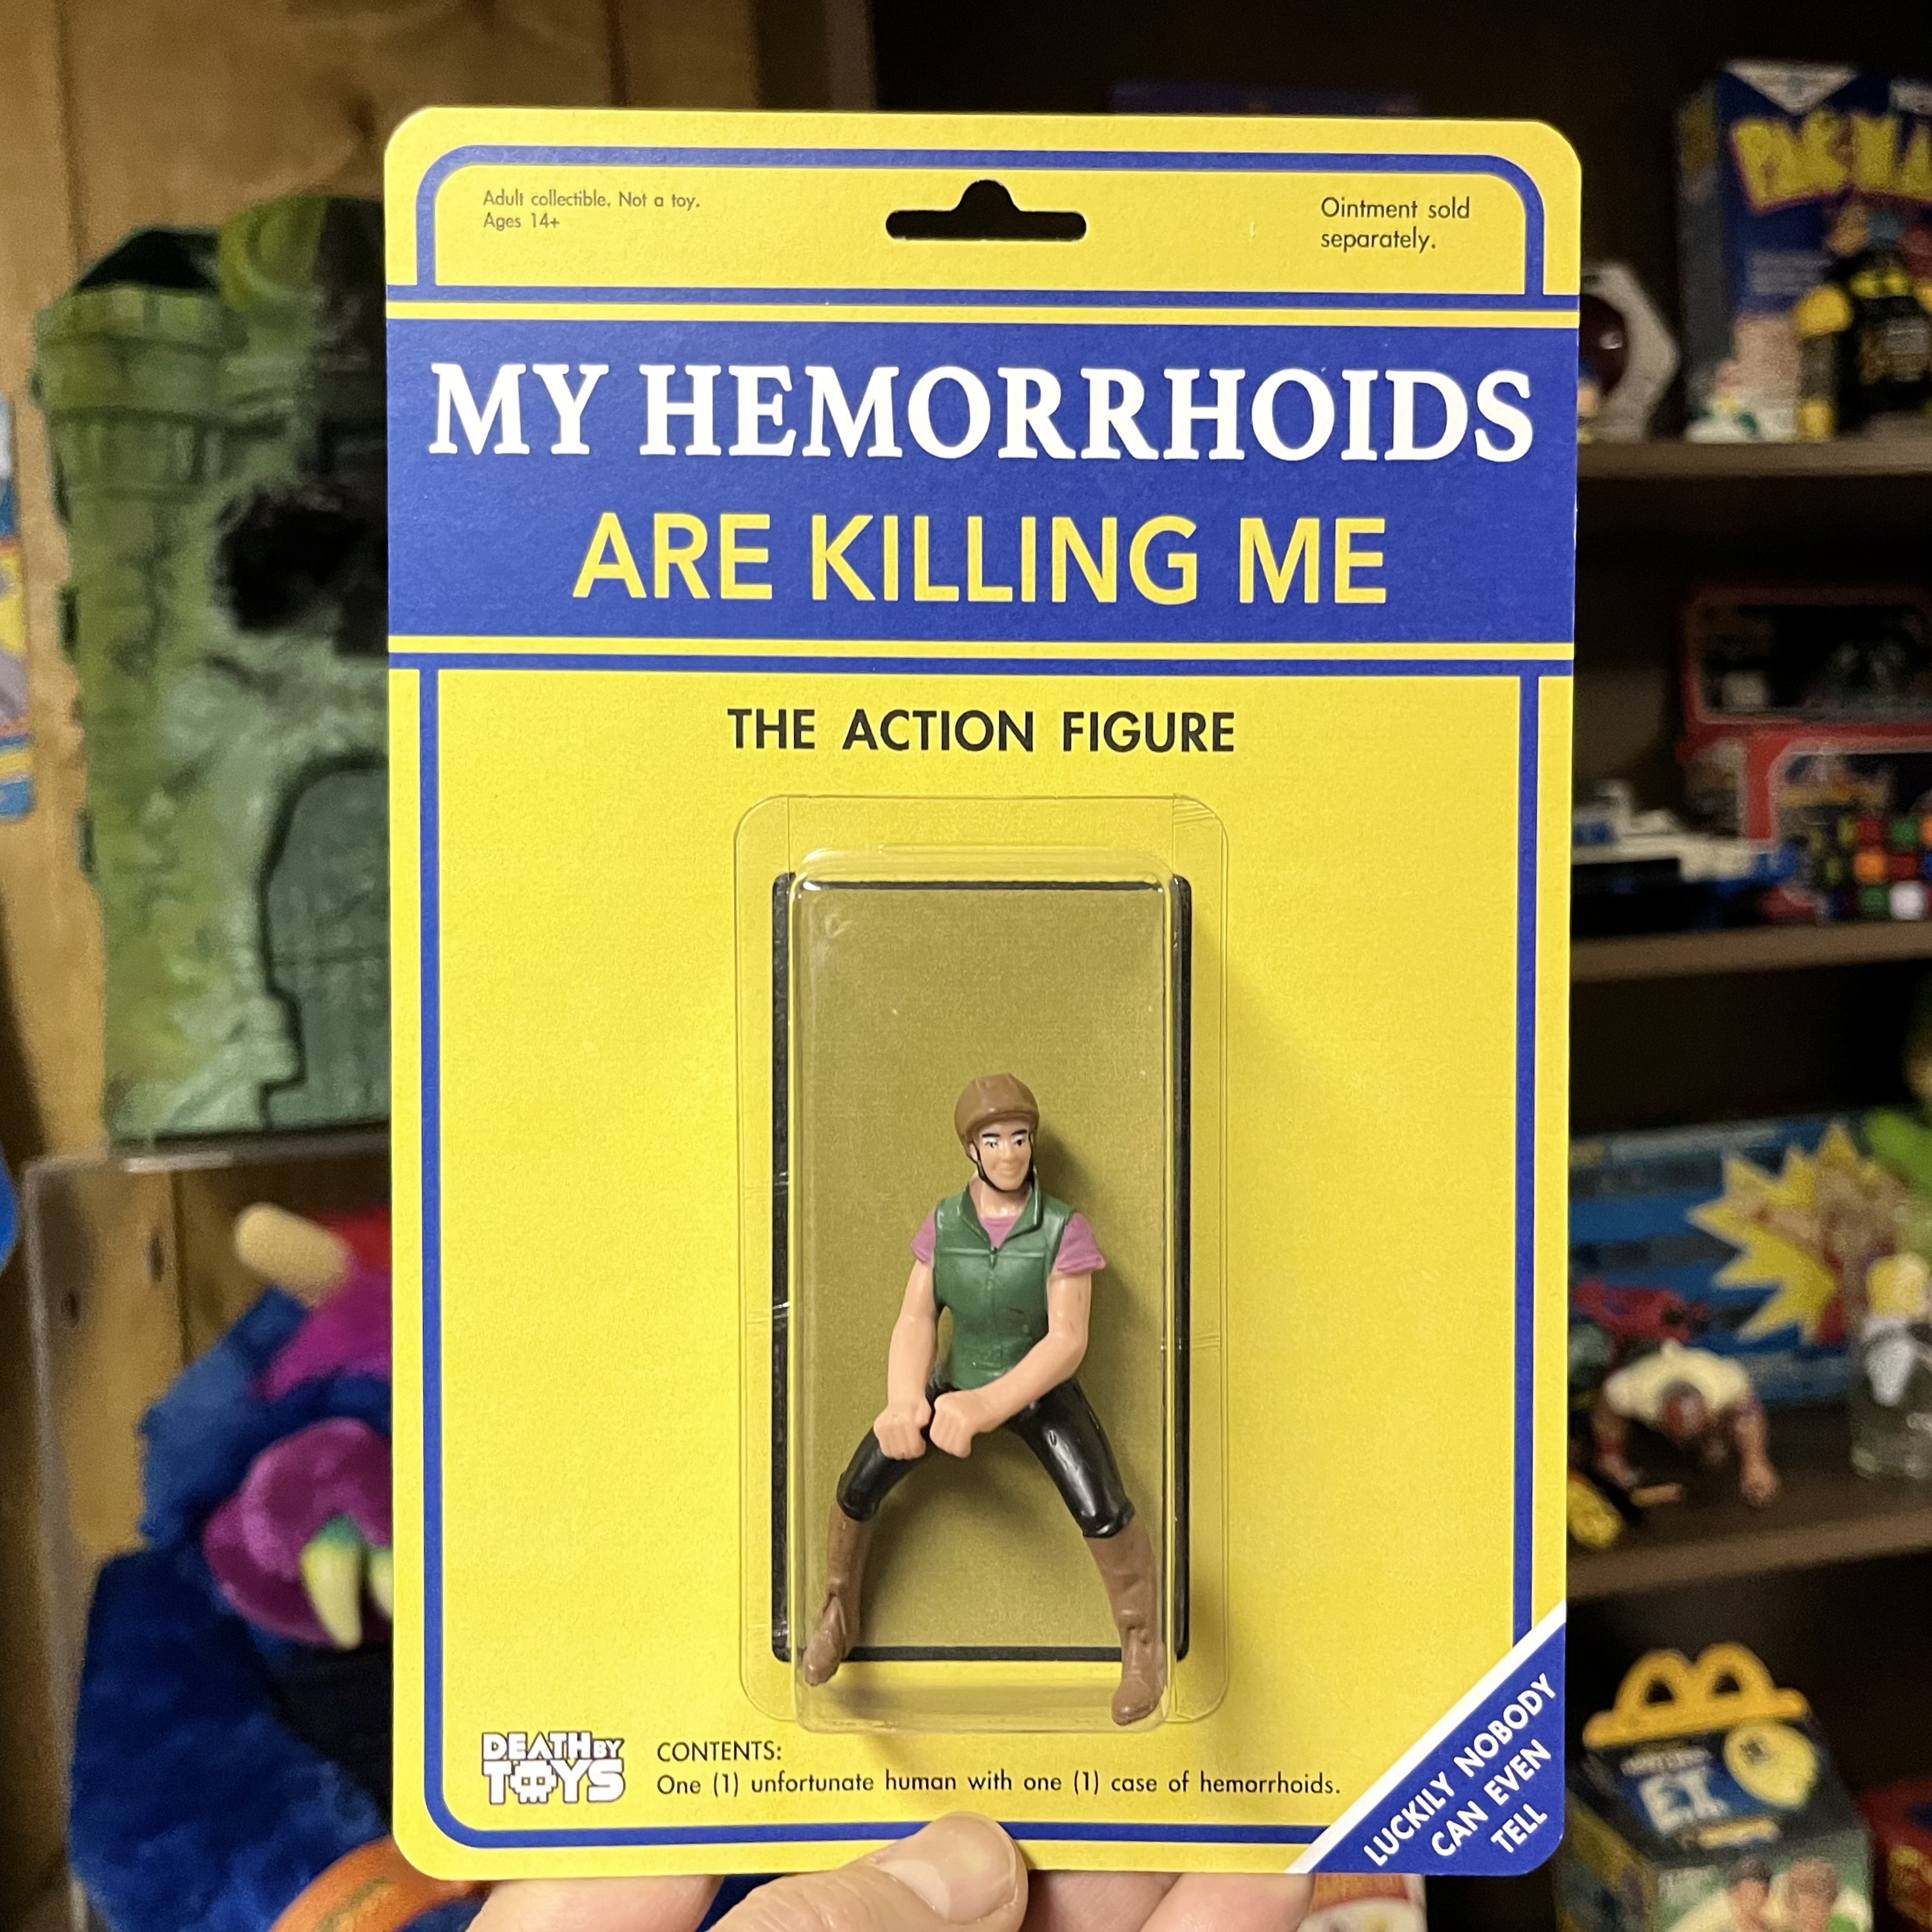 Adult collectible. Not a toy.
Ages 14+
Ointment sold
separately.
MY HEMORRHOIDS
ARE KILLING ME
THE ACTION FIGURE
DEATH BY
TOYS
CONTENTS:
One (1) unfortunate human with one (1) case of hemorrhoids.
LUCKILY NOBODY
CAN EVEN
TELL
E.T.